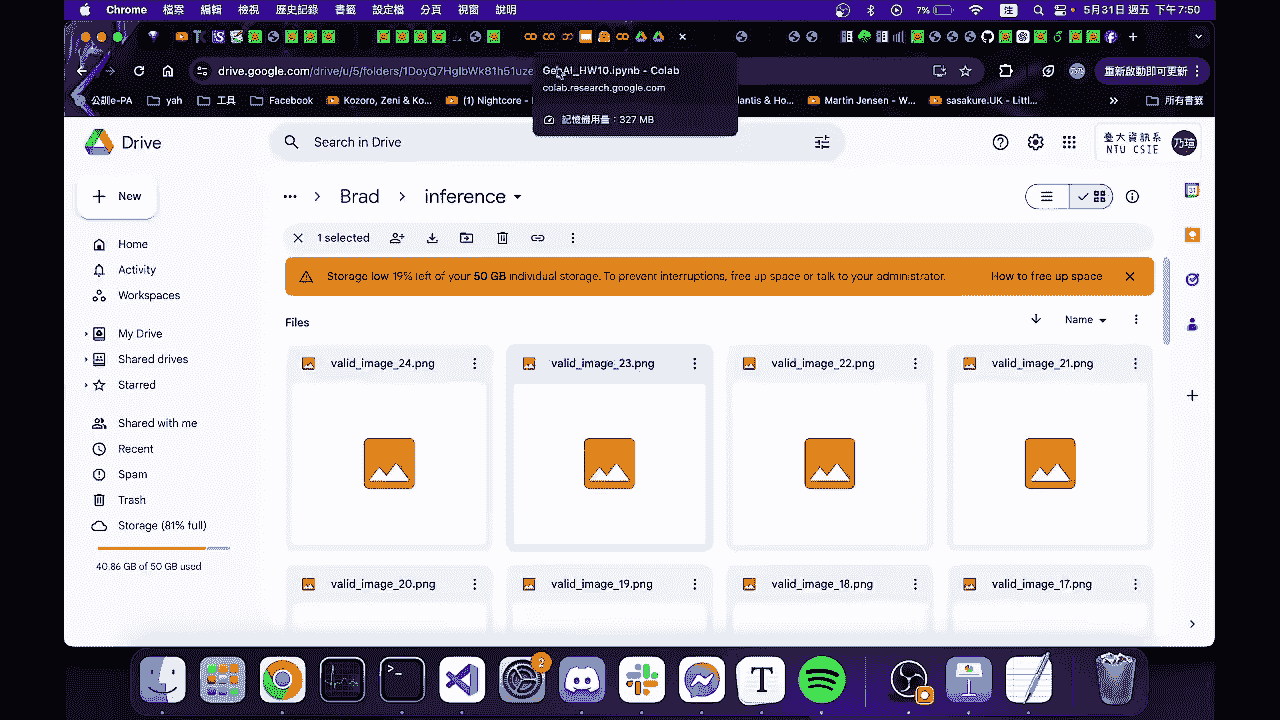 Chrome 檔案 編輯 檢視 歷史記錄 書籤 設定檔 分頁 視窗 說明 7% 注 5月31日 週五 下午7:50
drive.google.com/drive/u/5/folders/1DoyQ7HgIbWk81h51uze
重新啟動即可更新
GenAI_HW10.ipynb - Colab
colab.research.google.com
記憶體用量：327 MB
公訓e-PA yah 工具 Facebook Kozoro, Zeni & Ko... (1) Nightcore - lantis & Ho... Martin Jensen - W... sasakure.UK - Littl... 所有書籤
Drive
Search in Drive
臺大資訊系
NTU CSIE
乃瑄
New
Brad
inference
1 selected
Home
Activity
Workspaces
My Drive
Shared drives
Starred
Shared with me
Recent
Spam
Trash
Storage (81% full)
40.86 GB of 50 GB used
Storage low 19% left of your 50 GB individual storage. To prevent interruptions, free up space or talk to your administrator. How to free up space
Files
Name
valid_image_24.png
valid_image_23.png
valid_image_22.png
valid_image_21.png
valid_image_20.png
valid_image_19.png
valid_image_18.png
valid_image_17.png
2